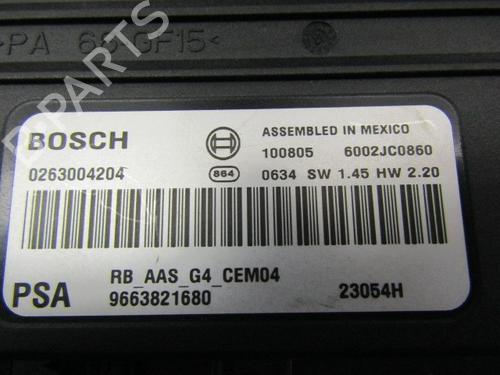 >PA 66 GF15<
B PARTS
BOSCH
ASSEMBLED IN MEXICO
100805 6002JC0860
0263004204
864
0634 SW 1.45 HW 2.20
RB_AAS_G4_CEM04
PSA
9663821680
23054H